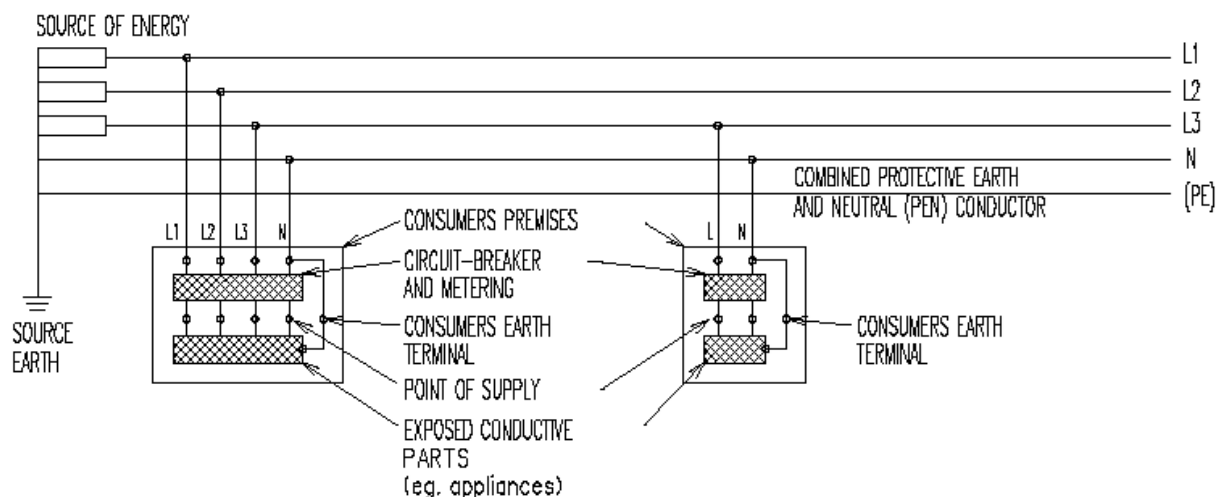 SOURCE OF ENERGY
L1
L2
L3
N
(PE)
COMBINED PROTECTIVE EARTH
AND NEUTRAL (PEN) CONDUCTOR
L1 L2 L3 N
CONSUMERS PREMISES
L N
CIRCUIT-BREAKER
AND METERING
SOURCE
EARTH
CONSUMERS EARTH
TERMINAL
CONSUMERS EARTH
TERMINAL
POINT OF SUPPLY
EXPOSED CONDUCTIVE
PARTS
(eg. appliances)